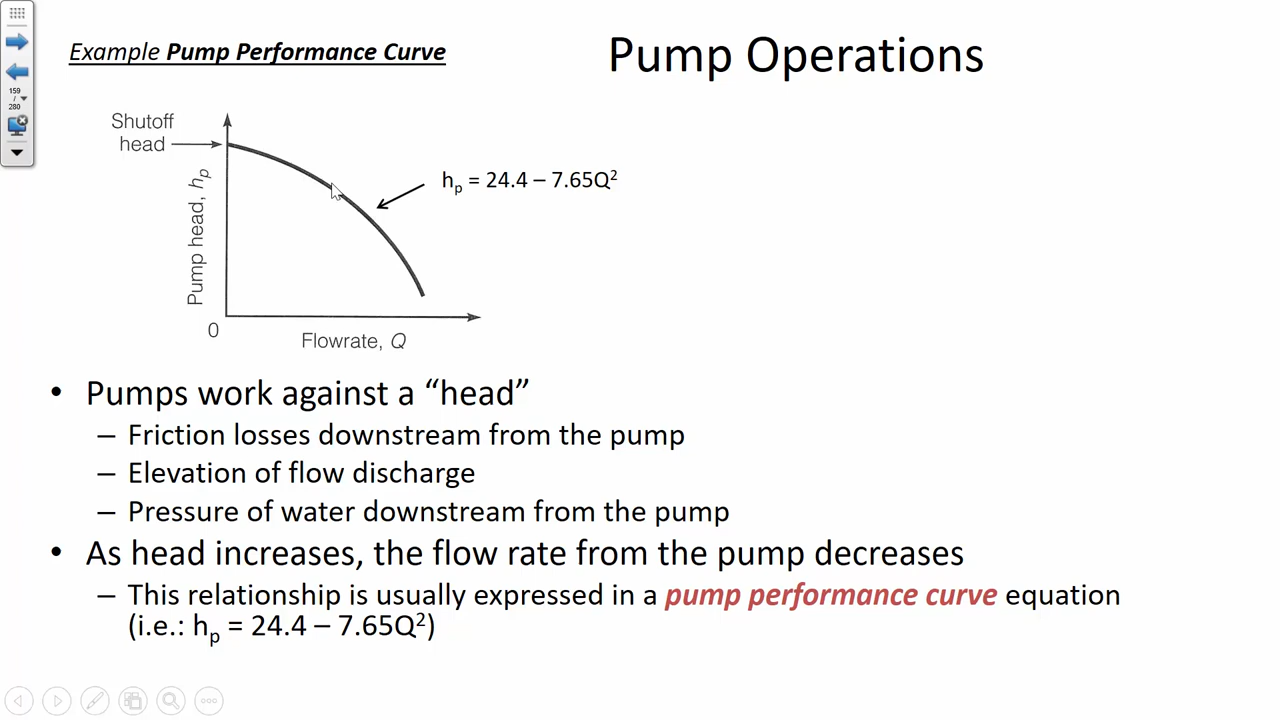 159
/
280
Example Pump Performance Curve
Pump Operations
Shutoff
head
Pump head, hₚ
hₚ = 24.4 – 7.65Q²
0
Flowrate, Q
• Pumps work against a “head”
– Friction losses downstream from the pump
– Elevation of flow discharge
– Pressure of water downstream from the pump
• As head increases, the flow rate from the pump decreases
– This relationship is usually expressed in a pump performance curve equation
(i.e.: hₚ = 24.4 – 7.65Q²)